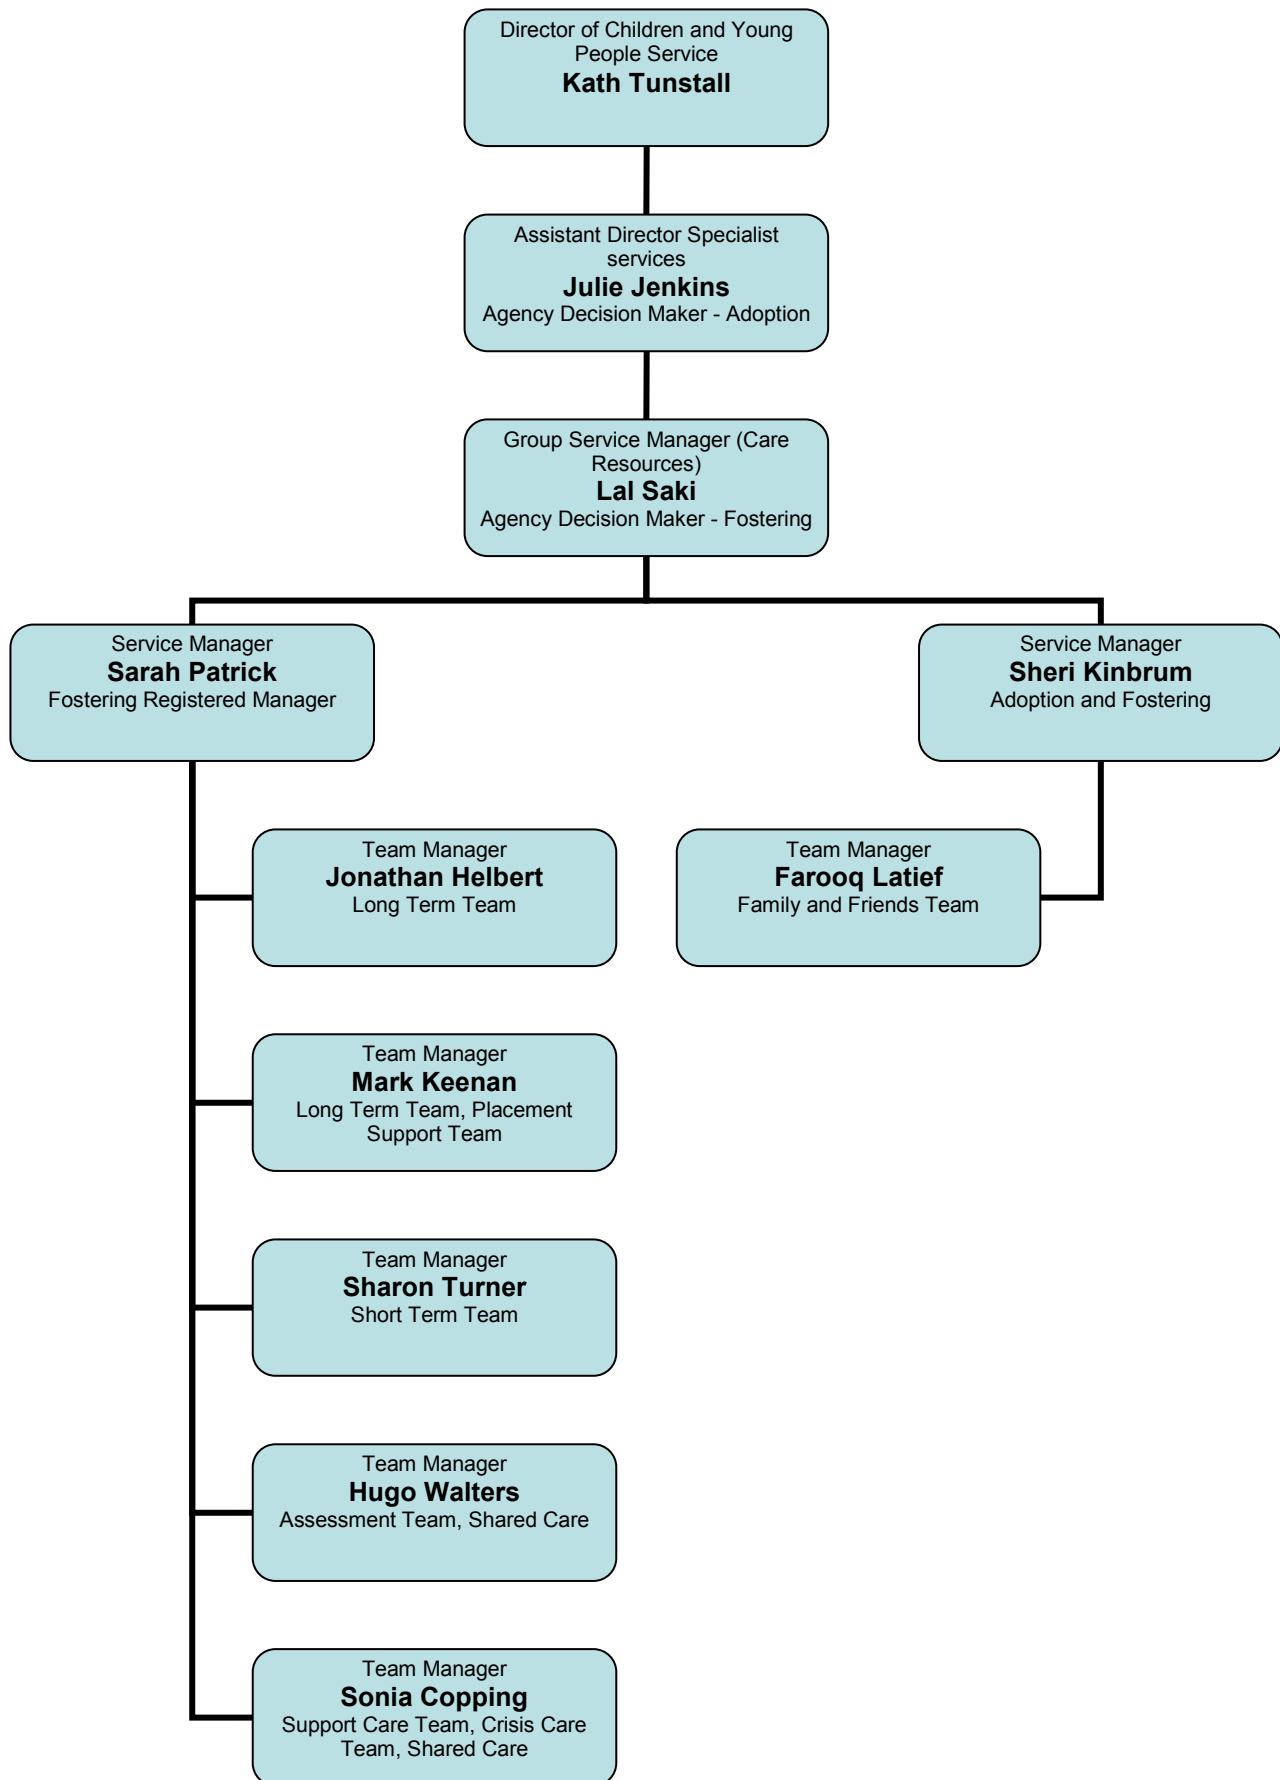 Director of Children and Young
People Service
Kath Tunstall
Assistant Director Specialist
services
Julie Jenkins
Agency Decision Maker - Adoption
Group Service Manager (Care
Resources)
Lal Saki
Agency Decision Maker - Fostering
Service Manager
Sarah Patrick
Fostering Registered Manager
Service Manager
Sheri Kinbrum
Adoption and Fostering
Team Manager
Jonathan Helbert
Long Term Team
Team Manager
Farooq Latief
Family and Friends Team
Team Manager
Mark Keenan
Long Term Team, Placement
Support Team
Team Manager
Sharon Turner
Short Term Team
Team Manager
Hugo Walters
Assessment Team, Shared Care
Team Manager
Sonia Copping
Support Care Team, Crisis Care
Team, Shared Care